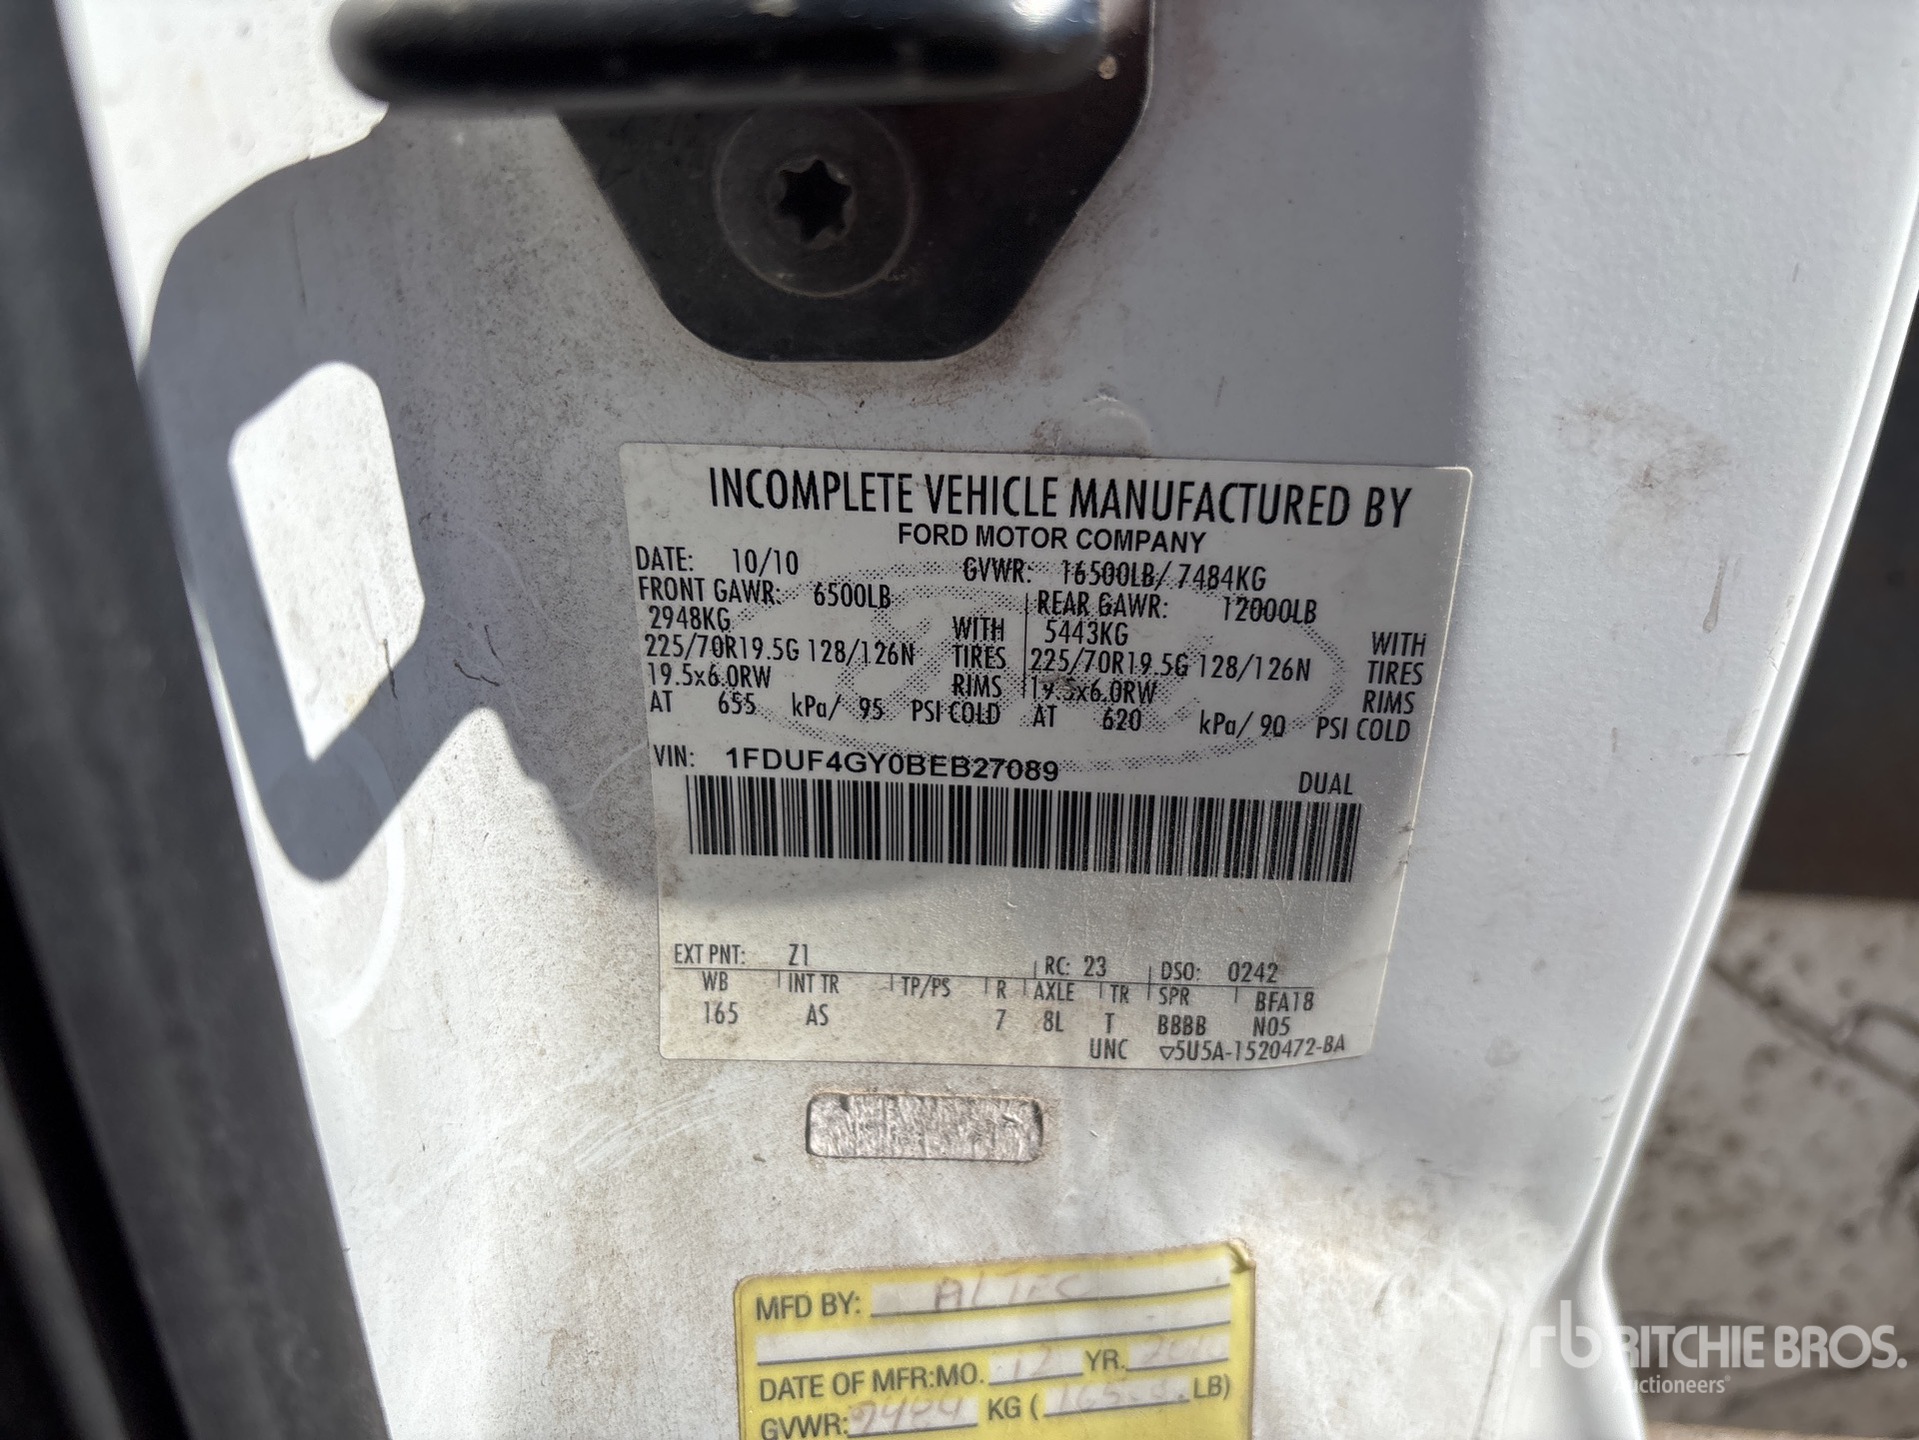 INCOMPLETE VEHICLE MANUFACTURED BY
FORD MOTOR COMPANY
DATE: 10/10 GVWR: 16500LB/ 7484KG
FRONT GAWR: 6500LB REAR GAWR: 12000LB
2948KG WITH 5443KG WITH
225/70R19.5G 128/126N TIRES 225/70R19.5G 128/126N TIRES
19.5x6.0RW RIMS 19.5x6.0RW RIMS
AT 655 kPa/ 95 PSI COLD AT 620 kPa/ 90 PSI COLD
VIN: 1FDUF4GY0BEB27089
DUAL
EXT PNT: Z1 RC: 23 DSO: 0242
WB INT TR TP/PS R AXLE TR SPR BFA18
165 AS 7 8L T BBBB N05
UNC ▽5U5A-1520472-BA
MFD BY: ALTEC
DATE OF MFR:MO. 12 YR.
GVWR: KG ( LB)
rb RITCHIE BROS.
Auctioneers